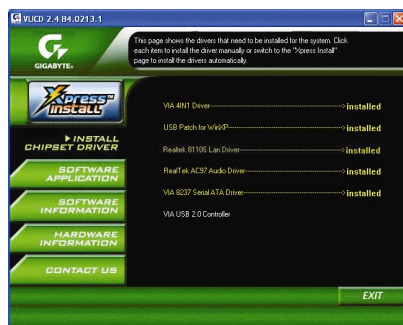 VUCD 2.4 B4.0213.1
GIGABYTE
This page shows the drivers that need to be installed for the system. Click
each item to install the driver manually or switch to the "Xpress Install"
page to install the drivers automatically.
Xpress™
INSTALL
INSTALL
CHIPSET DRIVER
SOFTWARE
APPLICATION
SOFTWARE
INFORMATION
HARDWARE
INFORMATION
CONTACT US
VIA 4IN1 Driver installed
USB Patch for WinXP installed
Realtek 8110S Lan Driver installed
RealTek AC97 Audio Driver installed
VIA 8237 Serial ATA Driver installed
VIA USB 2.0 Controller
EXIT